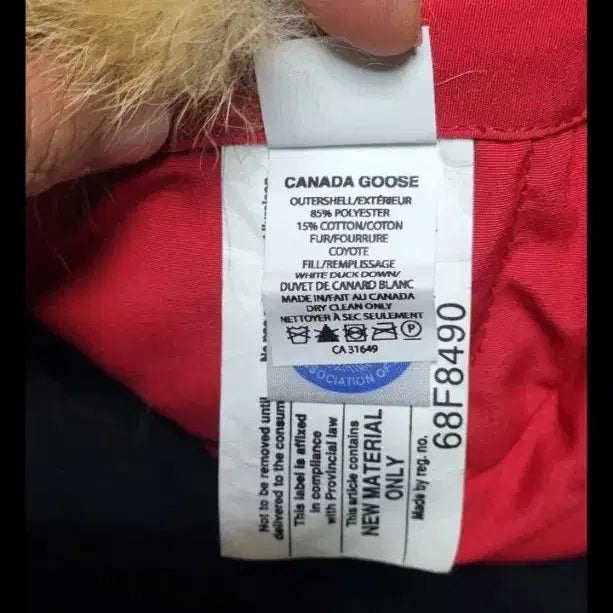 CANADA GOOSE
OUTERSHELL/EXTÉRIEUR
85% POLYESTER
15% COTTON/COTON
FUR/FOURRURE
COYOTE
FILL/REMPLISSAGE
WHITE DUCK DOWN/
DUVET DE CANARD BLANC
MADE IN/FAIT AU CANADA
DRY CLEAN ONLY
NETTOYER À SEC SEULEMENT
P
CA 31649
OCIATION OF
Not to be removed until
delivered to the consum
This label is affixed
in compliance
with Provincial law
This article contains
NEW MATERIAL
ONLY
Made by reg. no.
68F8490